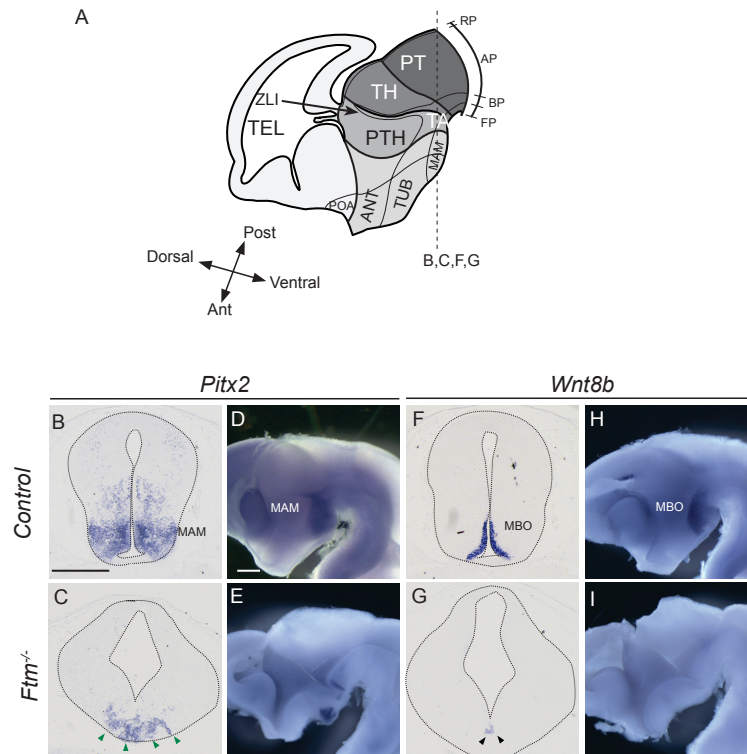 A
RP
PT
AP
TH
ZLI
BP
TA
TEL
FP
PTH
MAM
ANT
TUB
POA
Post
Dorsal
Ventral
Ant
B,C,F,G
Pitx2
Wnt8b
B
D
F
H
Control
MAM
MAM
MBO
MBO
C
E
G
I
Ftm-/-